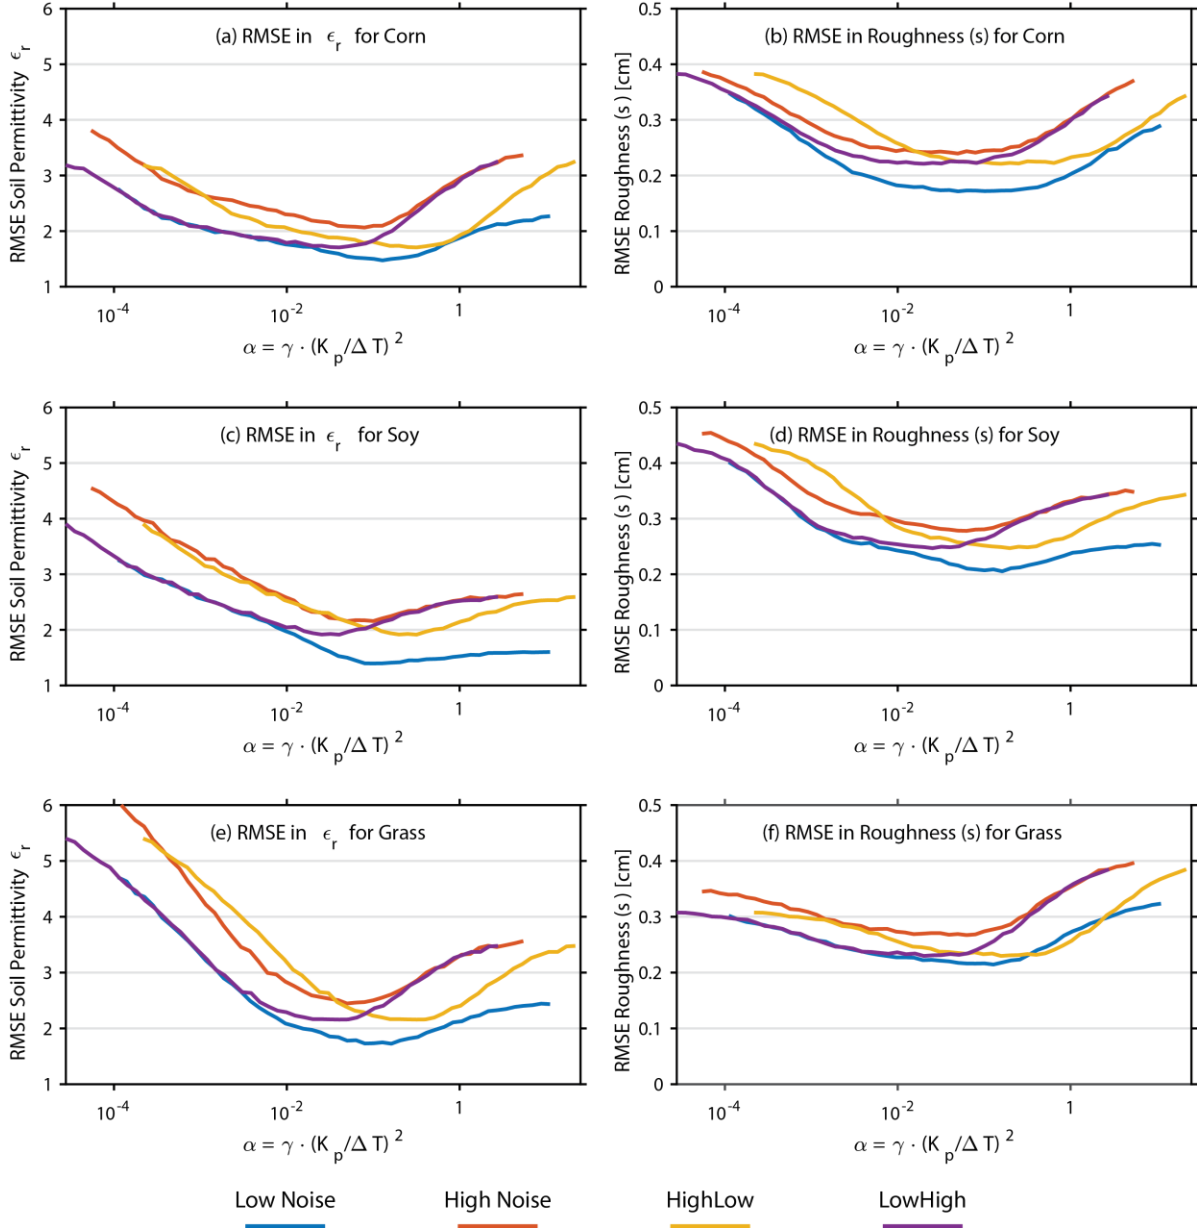 (a) RMSE in ϵr for Corn
RMSE Soil Permittivity ϵr
6
5
4
3
2
1
10-4
10-2
1
α = γ · (K p/Δ T) 2
(b) RMSE in Roughness (s) for Corn
RMSE Roughness (s ) [cm]
0.5
0.4
0.3
0.2
0.1
0
10-4
10-2
1
α = γ · (K p/Δ T) 2
(c) RMSE in ϵr for Soy
RMSE Soil Permittivity ϵr
6
5
4
3
2
1
10-4
10-2
1
α = γ · (K p/Δ T) 2
(d) RMSE in Roughness (s) for Soy
RMSE Roughness (s ) [cm]
0.5
0.4
0.3
0.2
0.1
0
10-4
10-2
1
α = γ · (K p/Δ T) 2
(e) RMSE in ϵr for Grass
RMSE Soil Permittivity ϵr
6
5
4
3
2
1
10-4
10-2
1
α = γ · (K p/Δ T) 2
(f) RMSE in Roughness (s) for Grass
RMSE Roughness (s ) [cm]
0.5
0.4
0.3
0.2
0.1
0
10-4
10-2
1
α = γ · (K p/Δ T) 2
Low Noise High Noise HighLow LowHigh